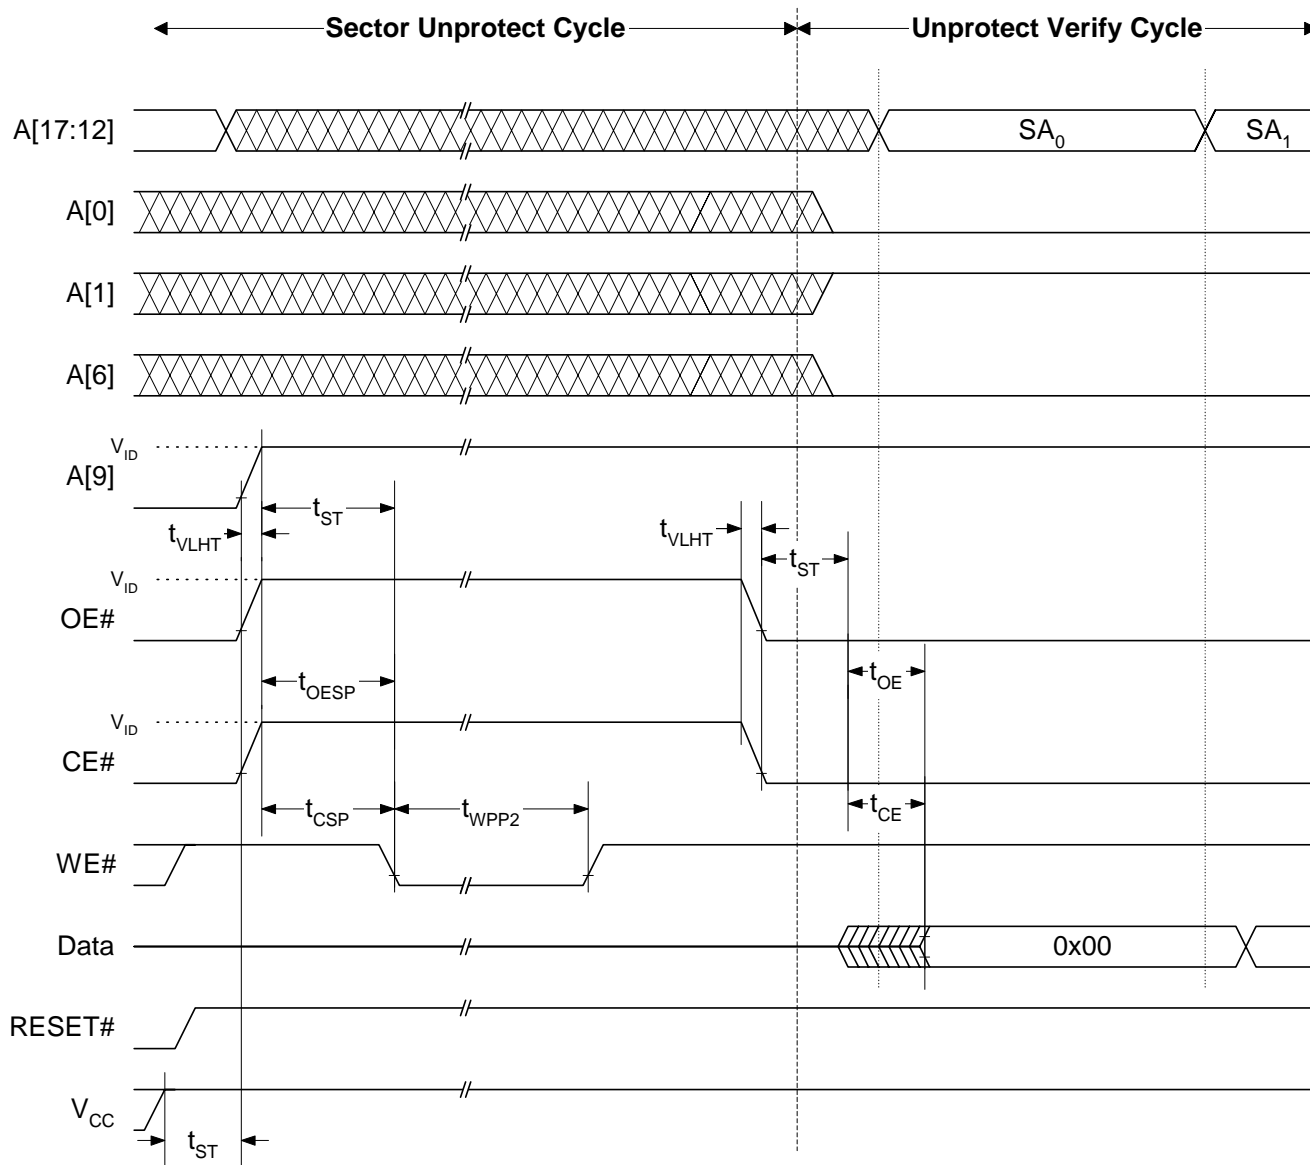 Sector Unprotect Cycle Unprotect Verify Cycle
A[17:12] SA0 SA1
A[0]
A[1]
A[6]
VID
A[9]
tST
tVLHT tVLHT
tST
VID
OE#
tOE
tOESP
VID
CE#
tCSP tWPP2 tCE
WE#
Data 0x00
RESET#
VCC
tST